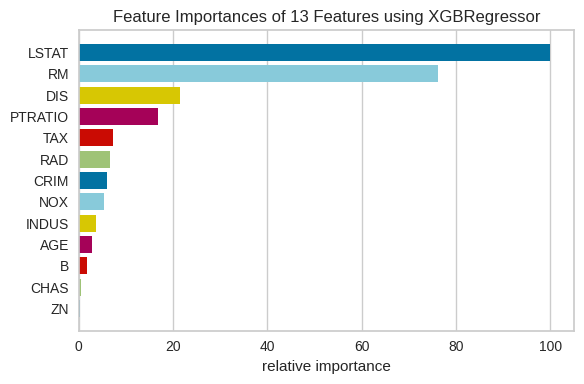 Feature Importances of 13 Features using XGBRegressor
LSTAT
RM
DIS
PTRATIO
TAX
RAD
CRIM
NOX
INDUS
AGE
B
CHAS
ZN
0 20 40 60 80 100
relative importance